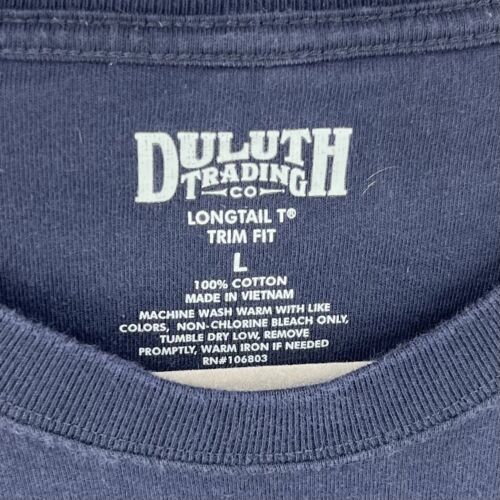 DULUTH
TRADING
CO
LONGTAIL T®
TRIM FIT
L
100% COTTON
MADE IN VIETNAM
MACHINE WASH WARM WITH LIKE
COLORS, NON-CHLORINE BLEACH ONLY,
TUMBLE DRY LOW, REMOVE
PROMPTLY, WARM IRON IF NEEDED
RN#106803